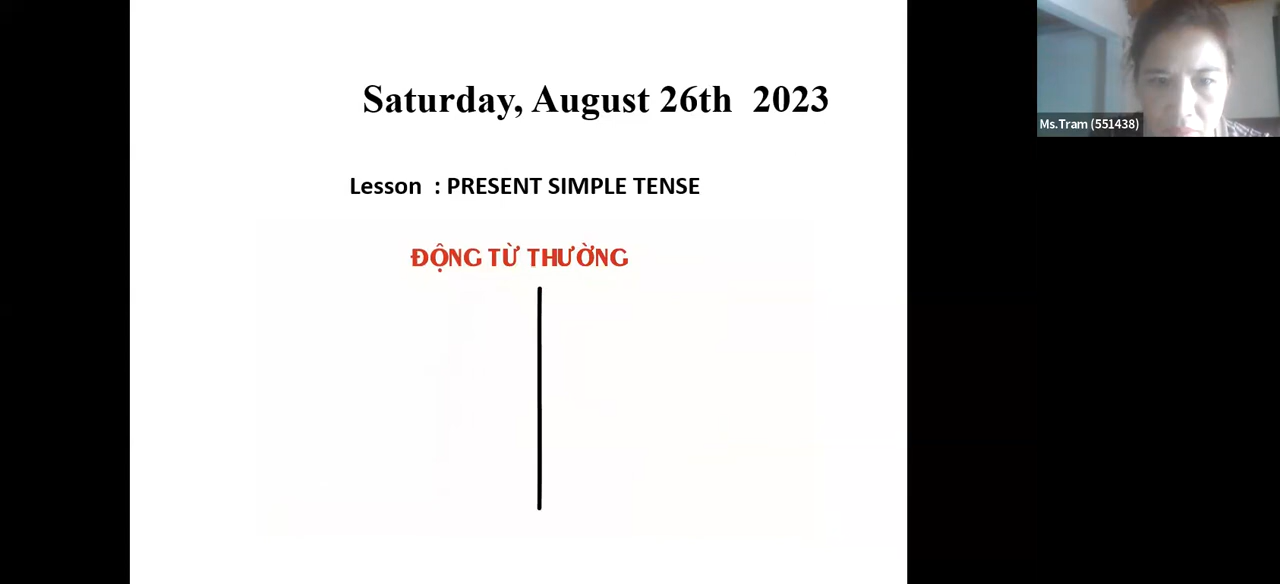 Saturday, August 26th 2023
Ms.Tram (551438)
Lesson : PRESENT SIMPLE TENSE
ĐỘNG TỪ THƯỜNG